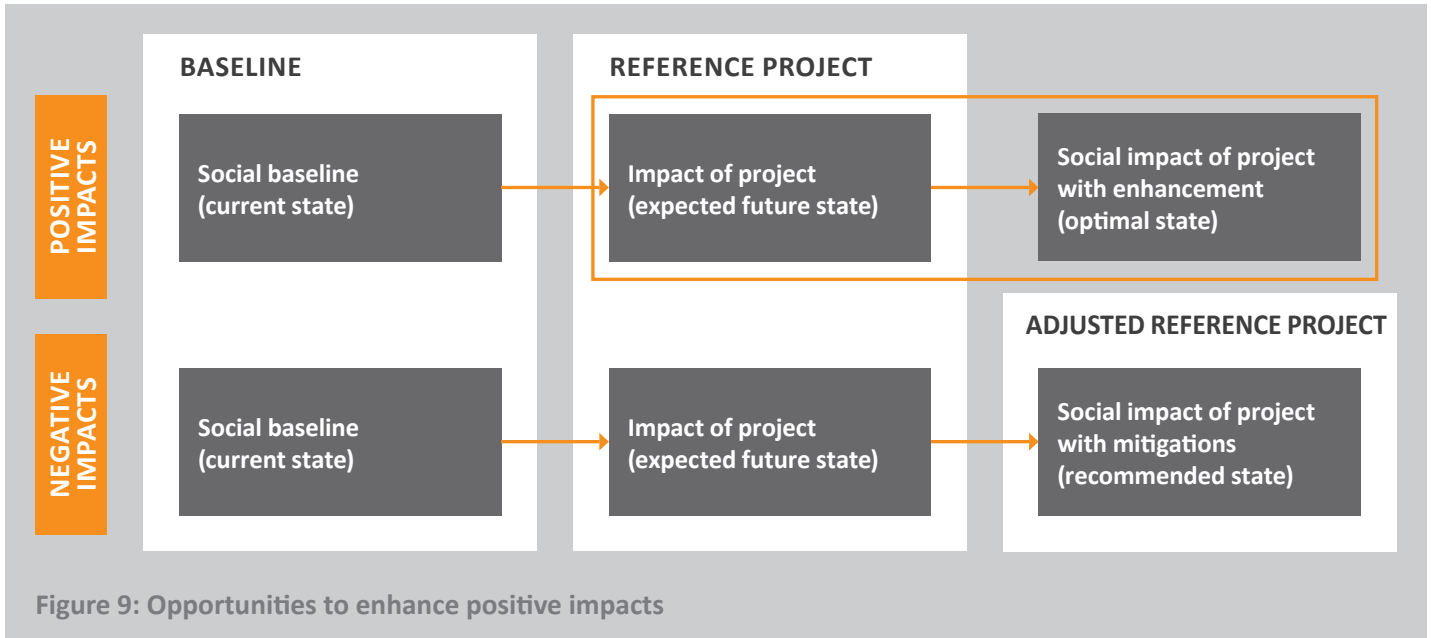 BASELINE
REFERENCE PROJECT
POSITIVE
IMPACTS
Social baseline
(current state)
Impact of project
(expected future state)
Social impact of project
with enhancement
(optimal state)
ADJUSTED REFERENCE PROJECT
NEGATIVE
IMPACTS
Social baseline
(current state)
Impact of project
(expected future state)
Social impact of project
with mitigations
(recommended state)
Figure 9: Opportunities to enhance positive impacts